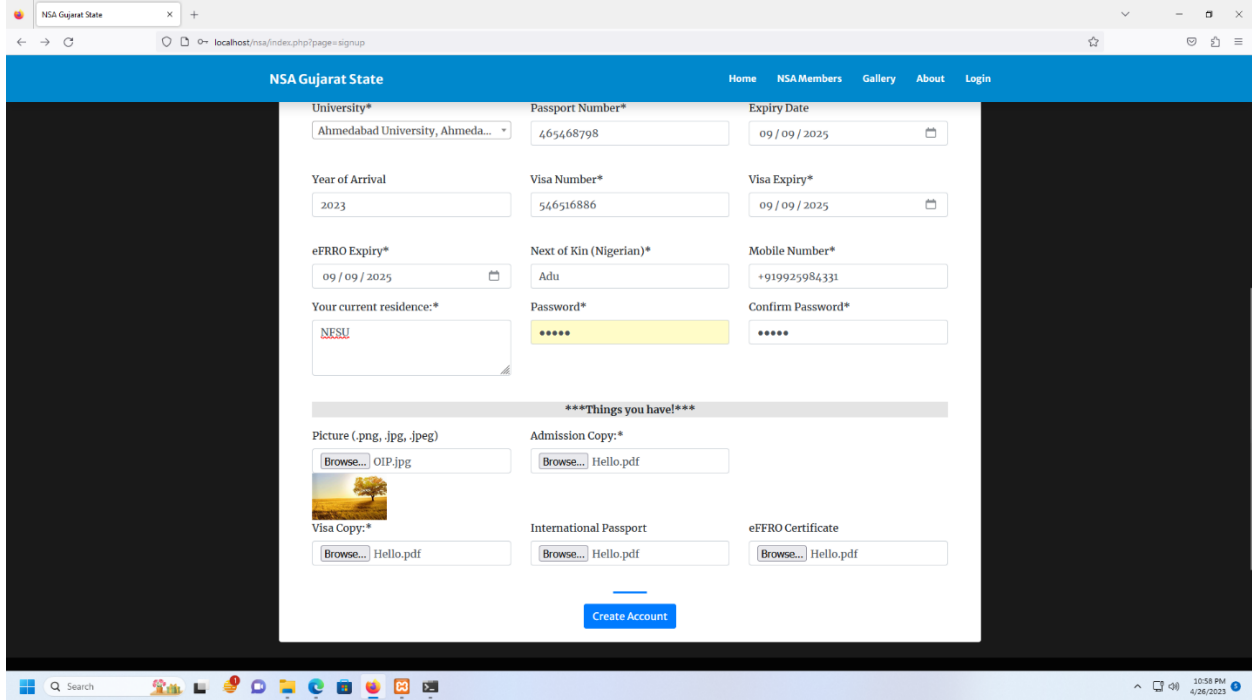 NSA Gujarat State
localhost/nsa/index.php?page=signup
NSA Gujarat State Home NSA Members Gallery About Login
University* Passport Number* Expiry Date
Ahmedabad University, Ahmeda... 465468798 09 / 09 / 2025
Year of Arrival Visa Number* Visa Expiry*
2023 546516886 09 / 09 / 2025
eFRRO Expiry* Next of Kin (Nigerian)* Mobile Number*
09 / 09 / 2025 Adu +919925984331
Your current residence:* Password* Confirm Password*
NFSU ••••• •••••
***Things you have!***
Picture (.png, .jpg, .jpeg) Admission Copy:*
Browse... OIP.jpg Browse... Hello.pdf
Visa Copy:* International Passport eFFRO Certificate
Browse... Hello.pdf Browse... Hello.pdf Browse... Hello.pdf
Create Account
Search 10:58 PM
4/26/2023